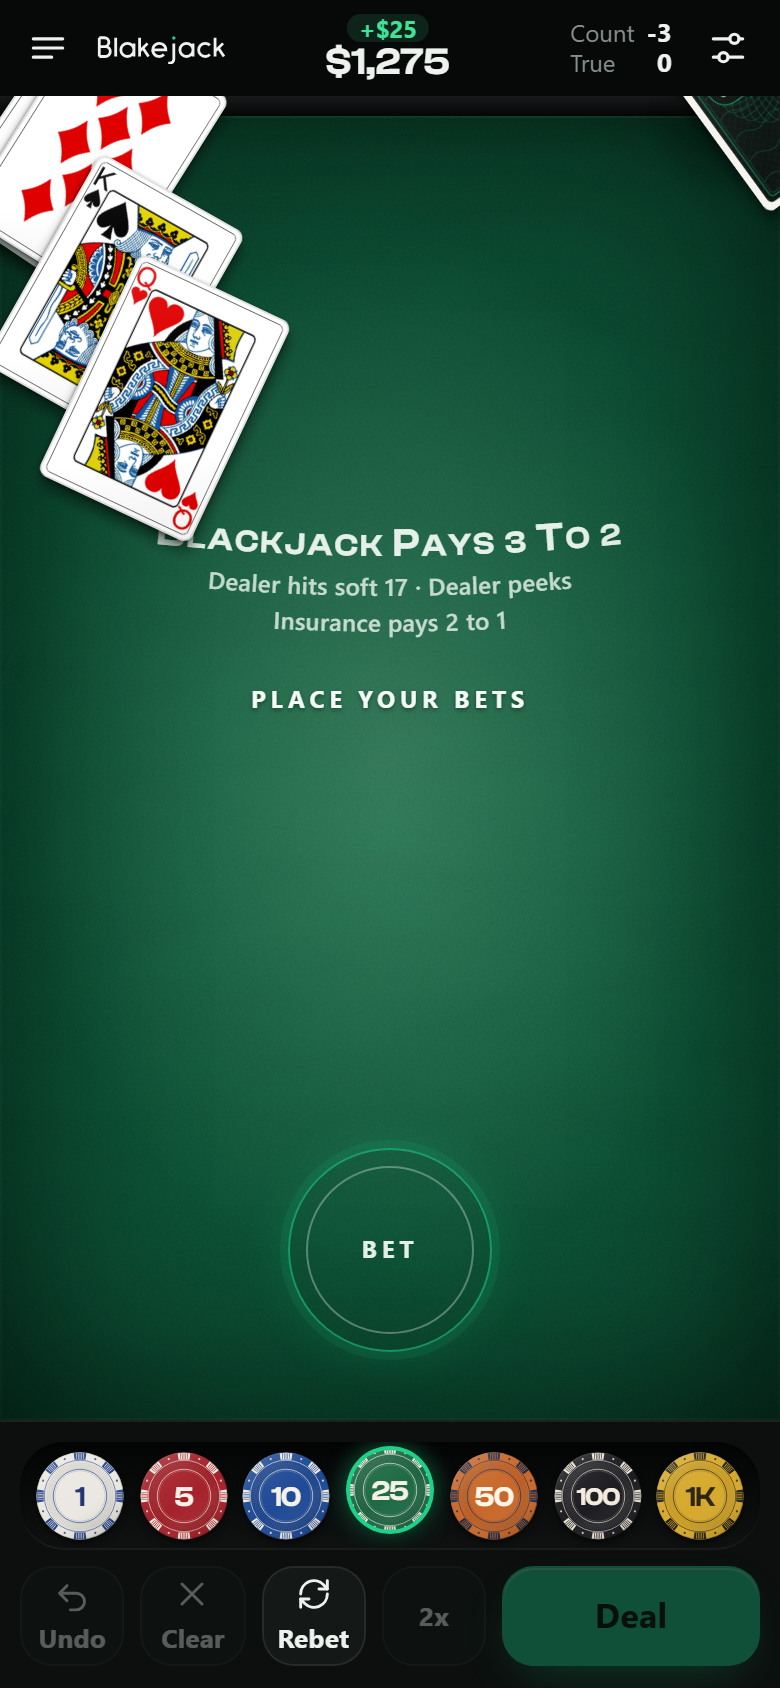 Blakejack
+$25
$1,275
Count -3
True 0
K
Q
Q
BLACKJACK PAYS 3 TO 2
Dealer hits soft 17 · Dealer peeks
Insurance pays 2 to 1
PLACE YOUR BETS
BET
1 5 10 25 50 100 1K
Undo Clear Rebet 2x Deal